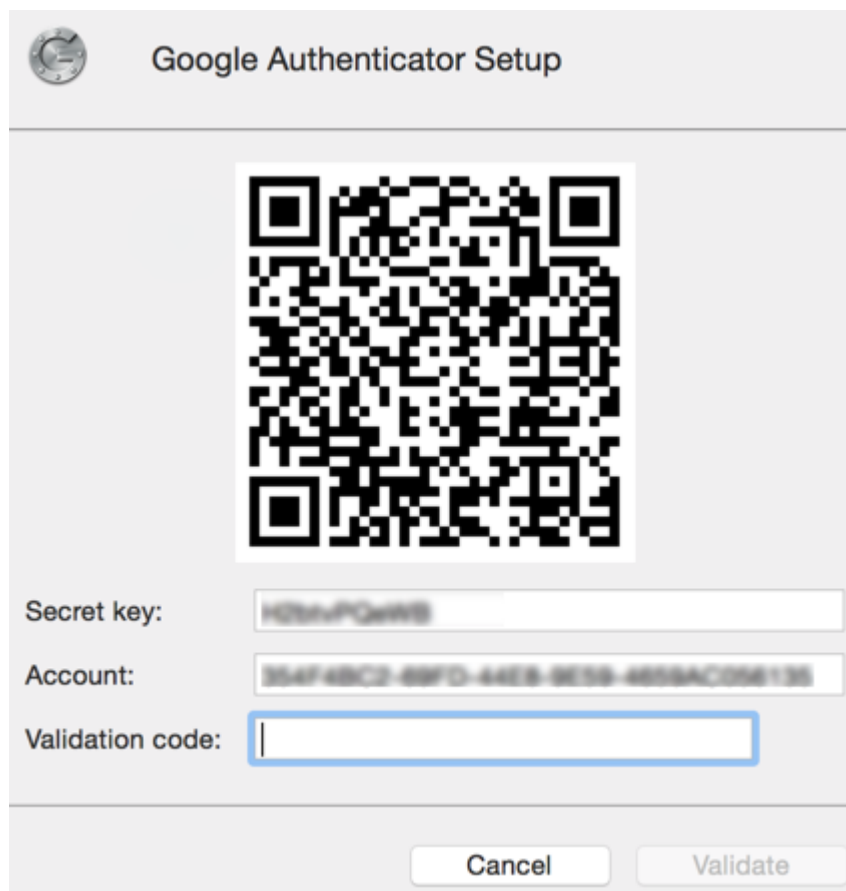 Google Authenticator Setup
Secret key:
Account:
Validation code:
Cancel
Validate